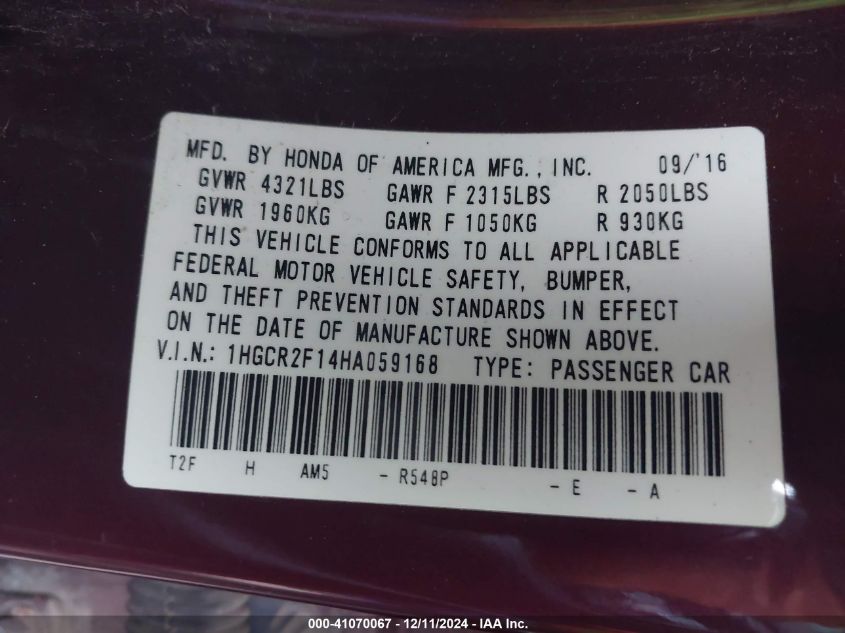 MFD. BY HONDA OF AMERICA MFG., INC. 09/'16
GVWR 4321LBS GAWR F 2315LBS R 2050LBS
GVWR 1960KG GAWR F 1050KG R 930KG
THIS VEHICLE CONFORMS TO ALL APPLICABLE
FEDERAL MOTOR VEHICLE SAFETY, BUMPER,
AND THEFT PREVENTION STANDARDS IN EFFECT
ON THE DATE OF MANUFACTURE SHOWN ABOVE.
V.I.N.: 1HGCR2F14HA059168 TYPE: PASSENGER CAR
T2F H AM5 - R548P - E - A
000-41070067 - 12/11/2024 - IAAI Inc.